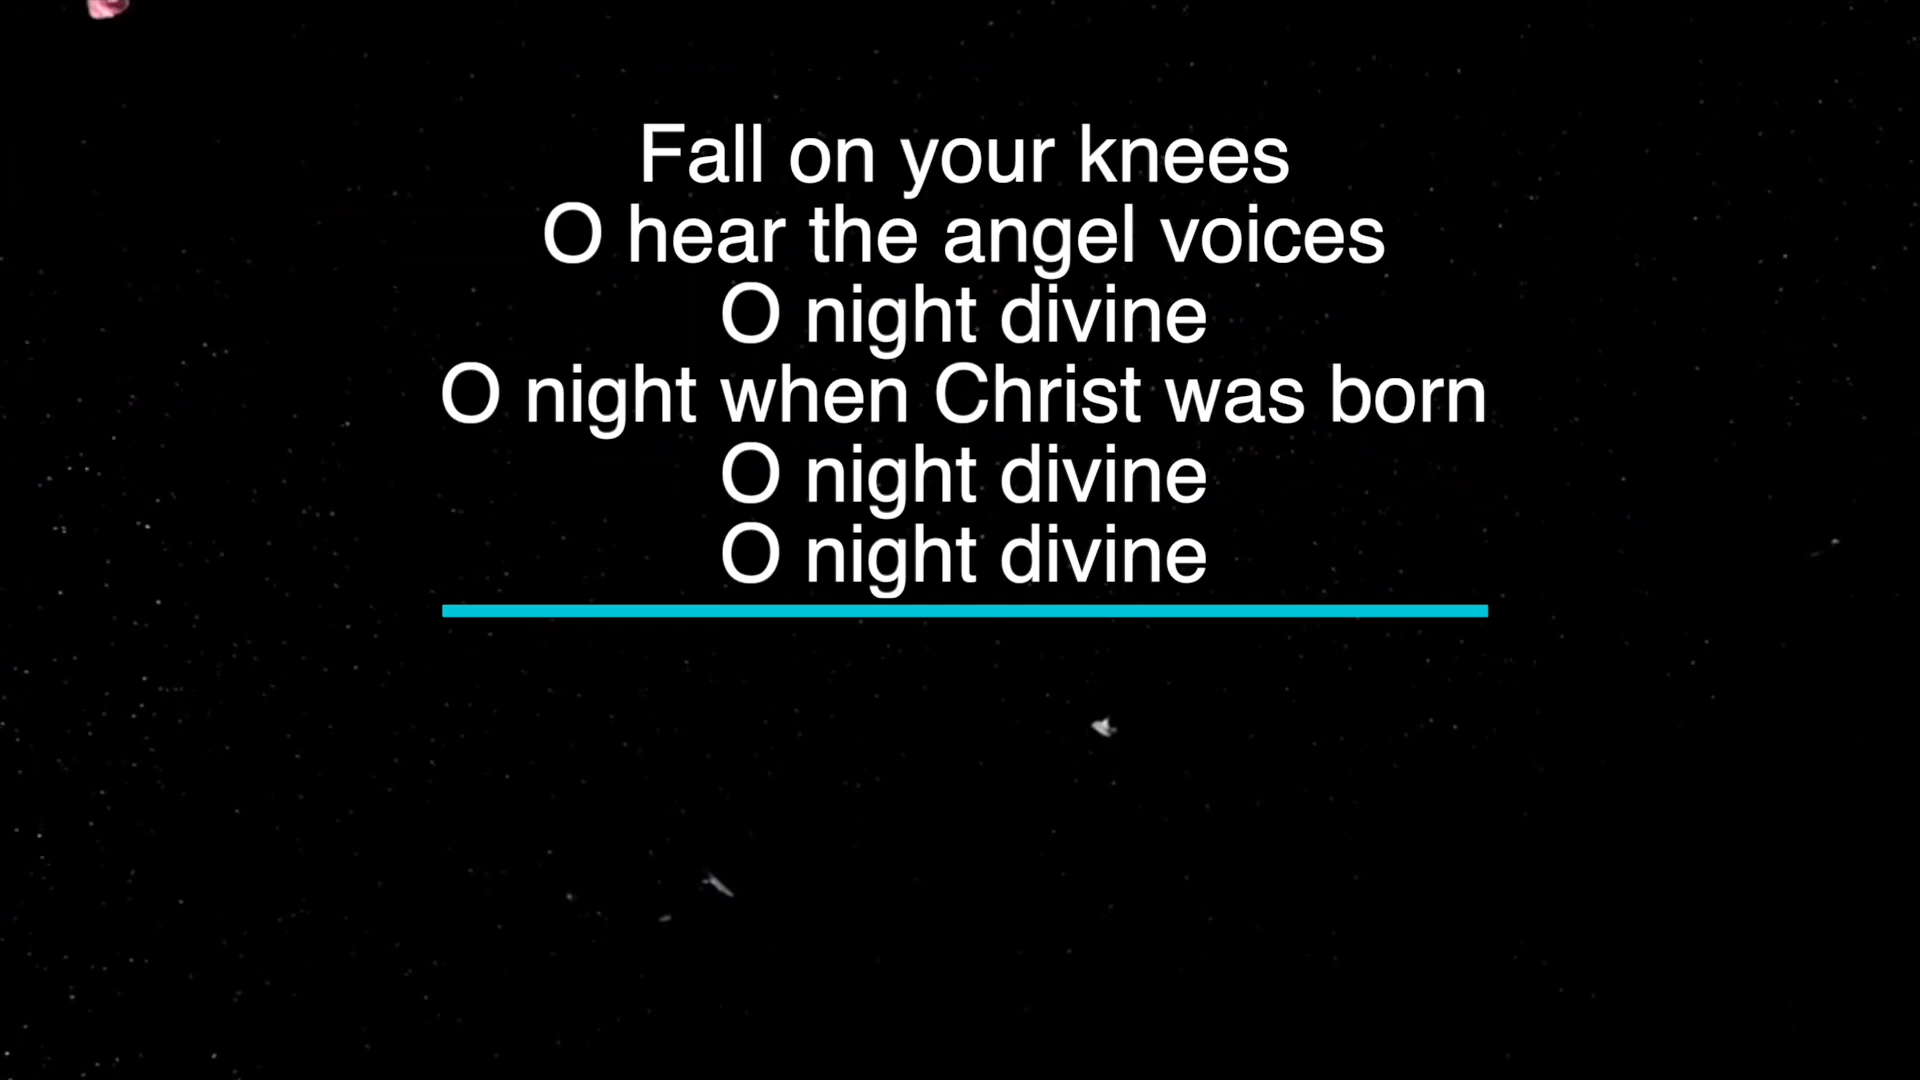 Fall on your knees
O hear the angel voices
O night divine
O night when Christ was born
O night divine
O night divine